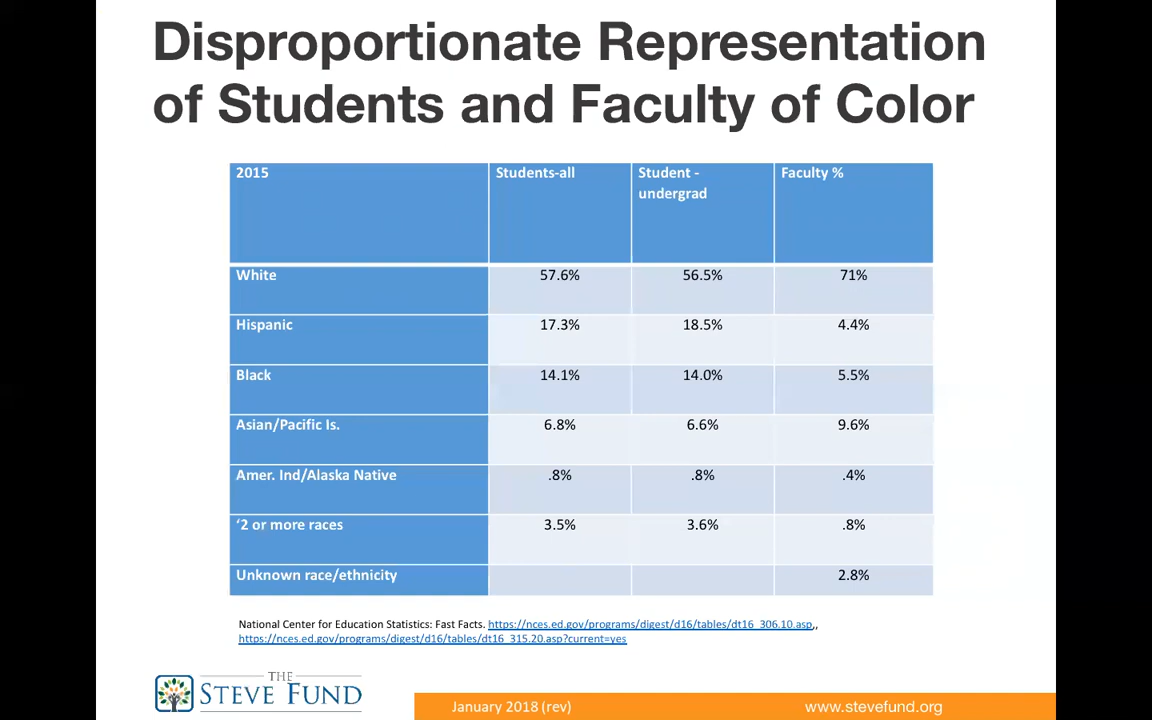 Disproportionate Representation
of Students and Faculty of Color
2015 Students-all Student - Faculty %
undergrad
White 57.6% 56.5% 71%
Hispanic 17.3% 18.5% 4.4%
Black 14.1% 14.0% 5.5%
Asian/Pacific Is. 6.8% 6.6% 9.6%
Amer. Ind/Alaska Native .8% .8% .4%
‘2 or more races 3.5% 3.6% .8%
Unknown race/ethnicity 2.8%
National Center for Education Statistics: Fast Facts. https://nces.ed.gov/programs/digest/d16/tables/dt16_306.10.asp,,
https://nces.ed.gov/programs/digest/d16/tables/dt16_315.20.asp?current=yes
THE
STEVE FUND
January 2018 (rev) www.stevefund.org